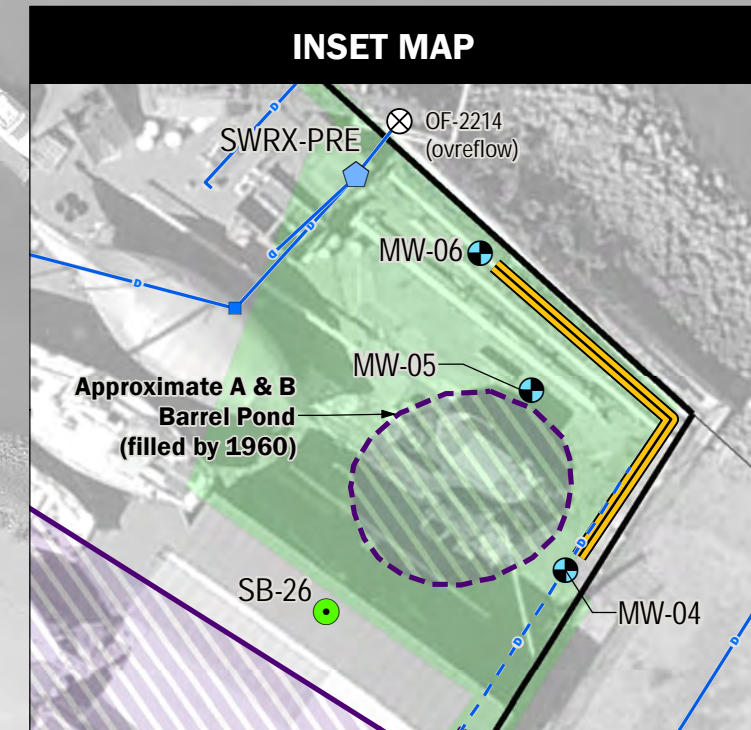 INSET MAP
SWRX-PRE
OF-2214
(ovreflow)
MW-06
MW-05
Approximate A & B
Barrel Pond
(filled by 1960)
SB-26
MW-04
D
D
D
D
D
D
D